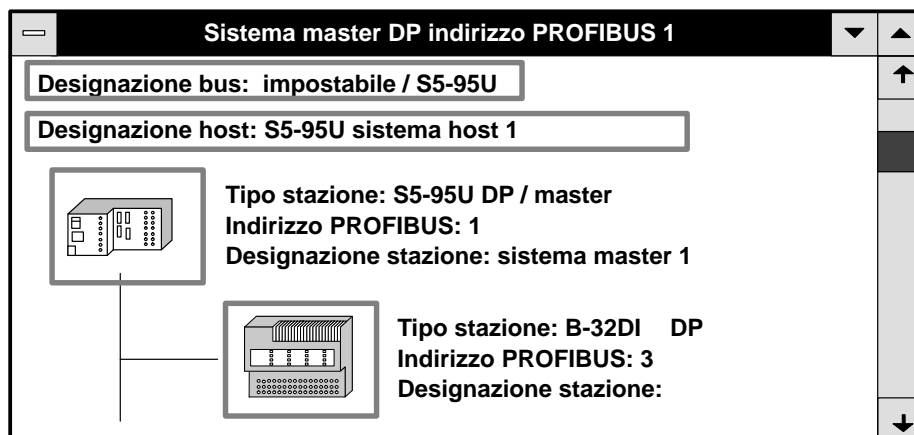 Sistema master DP indirizzo PROFIBUS 1
Designazione bus: impostabile / S5-95U
Designazione host: S5-95U sistema host 1
Tipo stazione: S5-95U DP / master
Indirizzo PROFIBUS: 1
Designazione stazione: sistema master 1
Tipo stazione: B-32DI DP
Indirizzo PROFIBUS: 3
Designazione stazione: